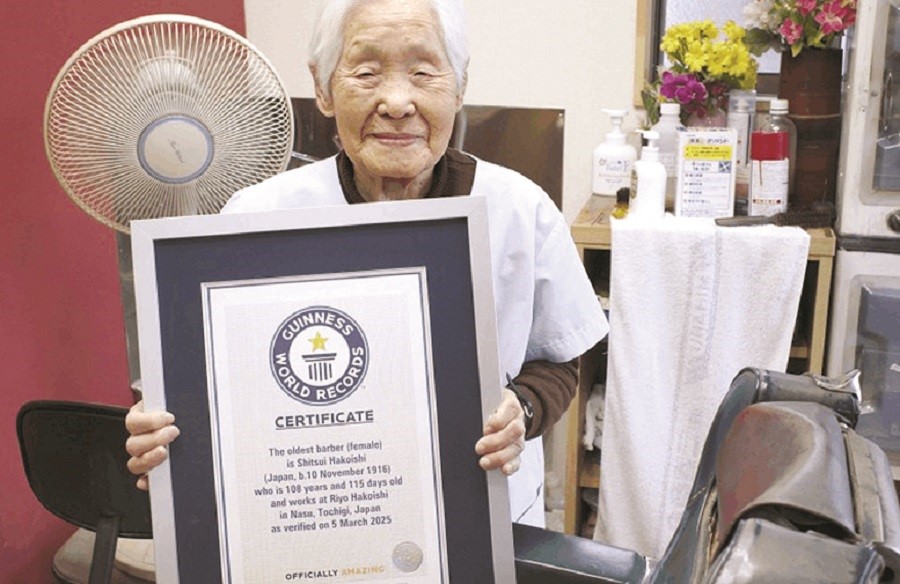 GUINNESS
WORLD RECORDS
CERTIFICATE
The oldest barber (female)
is Shitsui Hakoishi
(Japan, b.10 November 1916)
who is 108 years and 115 days old
and works at Riyo Hakoishi
in Nasu, Tochigi, Japan
as verified on 5 March 2025
OFFICIALLY AMAZING